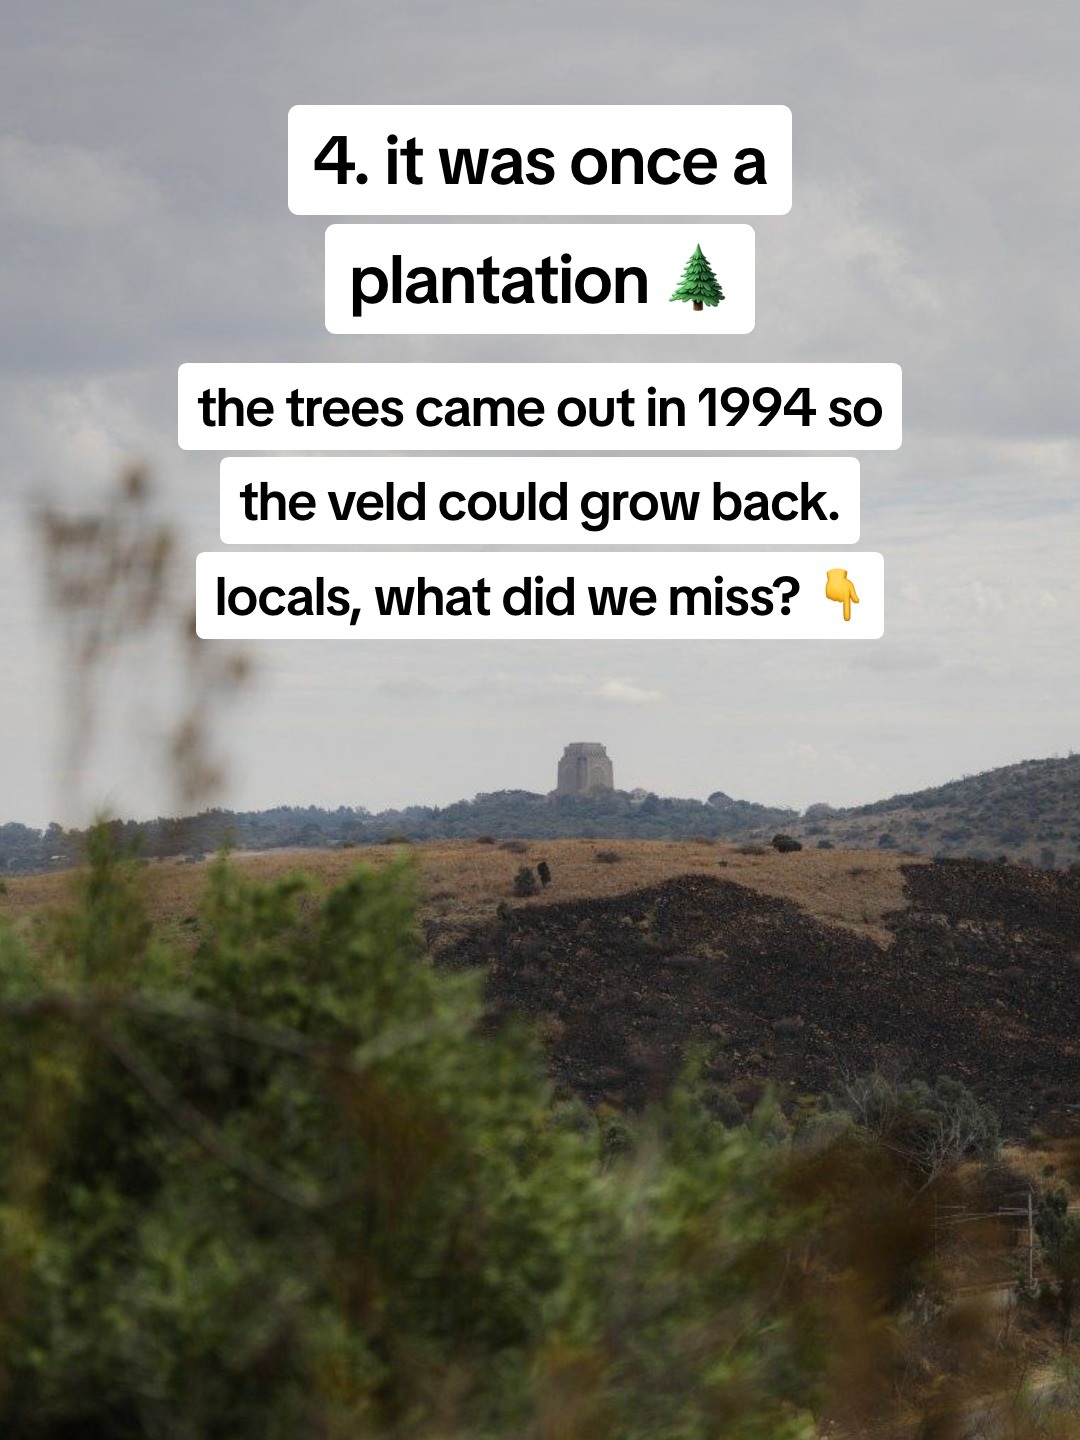 4. it was once a
plantation 🌲
the trees came out in 1994 so
the veld could grow back.
locals, what did we miss? 👇